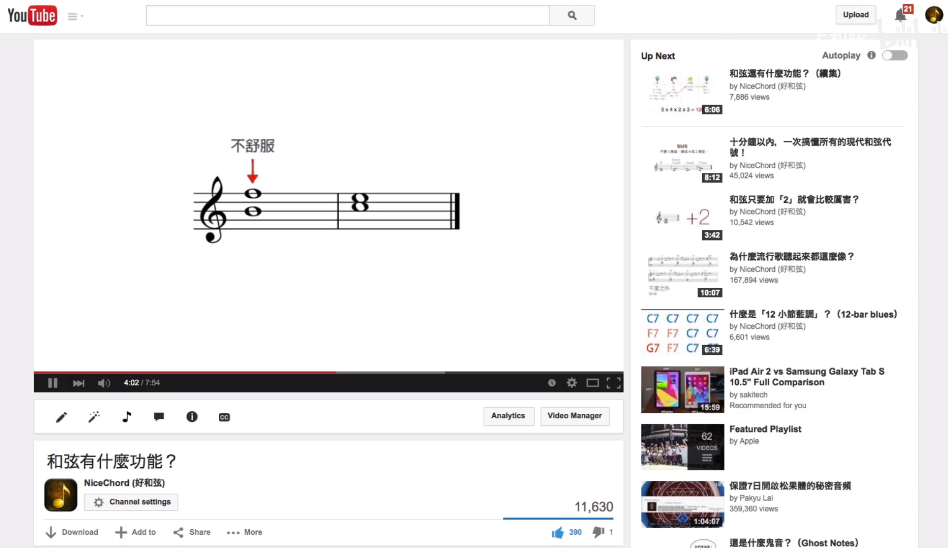 YouTube
Upload
21
不舒服
4:02 / 7:54
CC
Analytics
Video Manager
和弦有什麼功能？
NiceChord (好和弦)
Channel settings
11,630
Download
Add to
Share
More
390
1
Up Next
Autoplay
和弦還有什麼功能？（續集）
by NiceChord (好和弦)
7,886 views
3 x 4 x 2 x 3 =
6:06
十分鐘以內，一次搞懂所有的現代和弦代
號！
by NiceChord (好和弦)
45,024 views
SUS
8:12
和弦只要加「2」就會比較厲害？
by NiceChord (好和弦)
10,542 views
+2
3:42
為什麼流行歌聽起來都這麼像？
by NiceChord (好和弦)
167,894 views
千里之外
10:07
什麼是「12 小節藍調」？（12-bar blues）
by NiceChord (好和弦)
6,601 views
C7 C7 C7 C7
F7 F7 C7 C7
G7 F7 C7
6:39
iPad Air 2 vs Samsung Galaxy Tab S
10.5" Full Comparison
by sakitech
Recommended for you
15:59
Featured Playlist
by Apple
62
VIDEOS
保證7日開啟松果體的秘密音頻
by Pakyu Lai
359,360 views
1:04:07
這是什麼鬼音？（Ghost Notes）